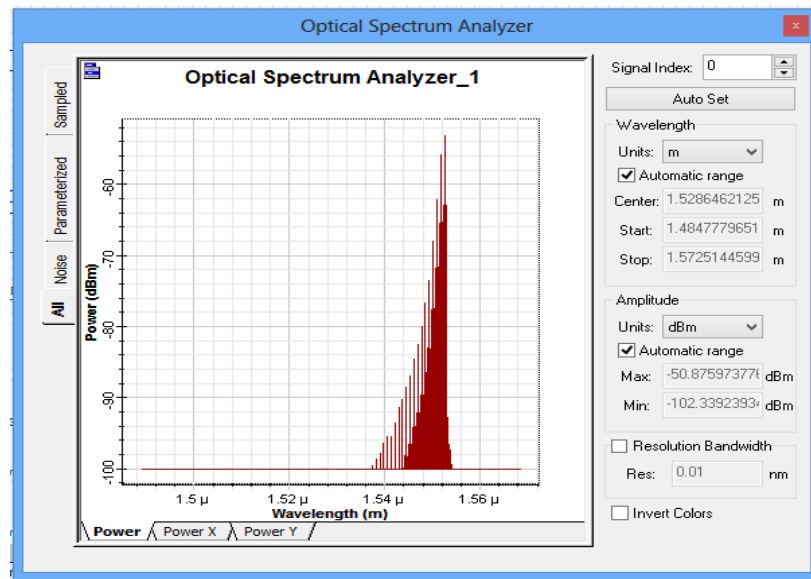 Optical Spectrum Analyzer
x
Optical Spectrum Analyzer_1
Sampled
Parameterized
Noise
All
Power (dBm)
-60
-70
-80
-90
-100
1.5 µ
1.52 µ
1.54 µ
1.56 µ
Wavelength (m)
Power
Power X
Power Y
Signal Index: 0
Auto Set
Wavelength
Units: m
Automatic range
Center: 1.5286462125 m
Start: 1.4847779651 m
Stop: 1.5725144599 m
Amplitude
Units: dBm
Automatic range
Max: -50.87597377 dBm
Min: -102.3392393 dBm
Resolution Bandwidth
Res: 0.01 nm
Invert Colors